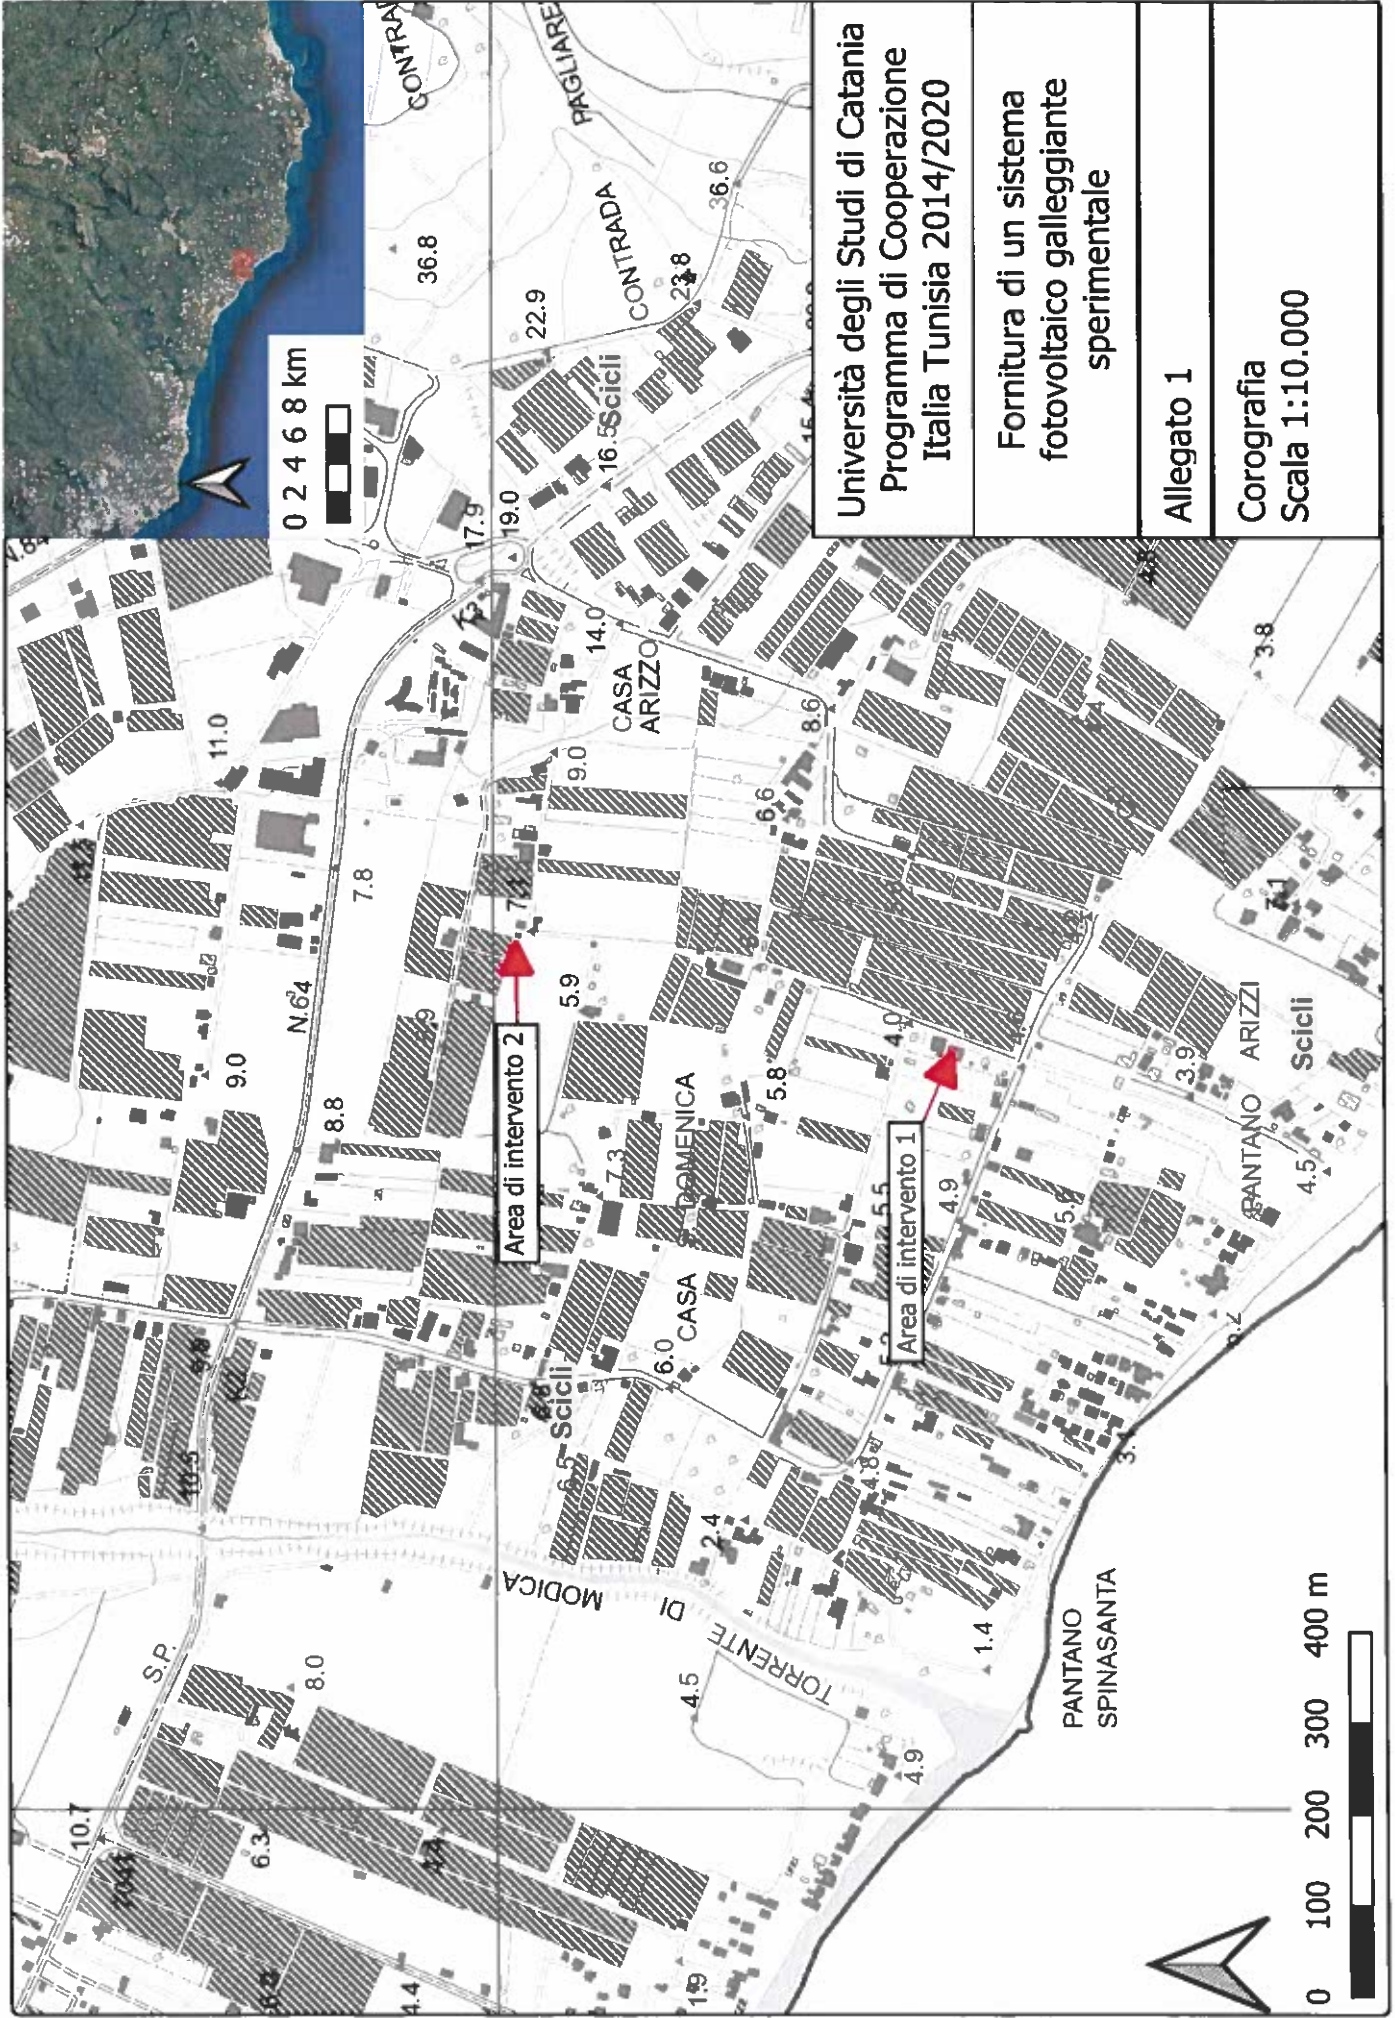 Università degli Studi di Catania
Programma di Cooperazione
Italia Tunisia 2014/2020
Fornitura di un sistema
fotovoltaico galleggiante
sperimentale
Allegato 1
Corografia
Scala 1:10.000
0 2 4 6 8 km
0 100 200 300 400 m
Area di intervento 2
Area di intervento 1
CONTRADA
PAGLIARE
36.8
36.6
22.9
23.8
Scicli
16.5
17.9
19.0
14.0
CASA
ARIZZO
11.0
9.0
8.6
6.6
7.8
N.64
9.0
8.8
5.9
7.3
5.8
4.0
CASA
DOMENICA
6.0
Scicli
6.5
5.5
4.9
4.8
3.8
3.9
PANTANO ARIZZI
Scicli
4.5
2.4
TORRENTE DI MODICA
S.P.
8.0
4.5
4.9
1.4
PANTANO
SPINASANTA
10.7
6.3
4.4
1.9